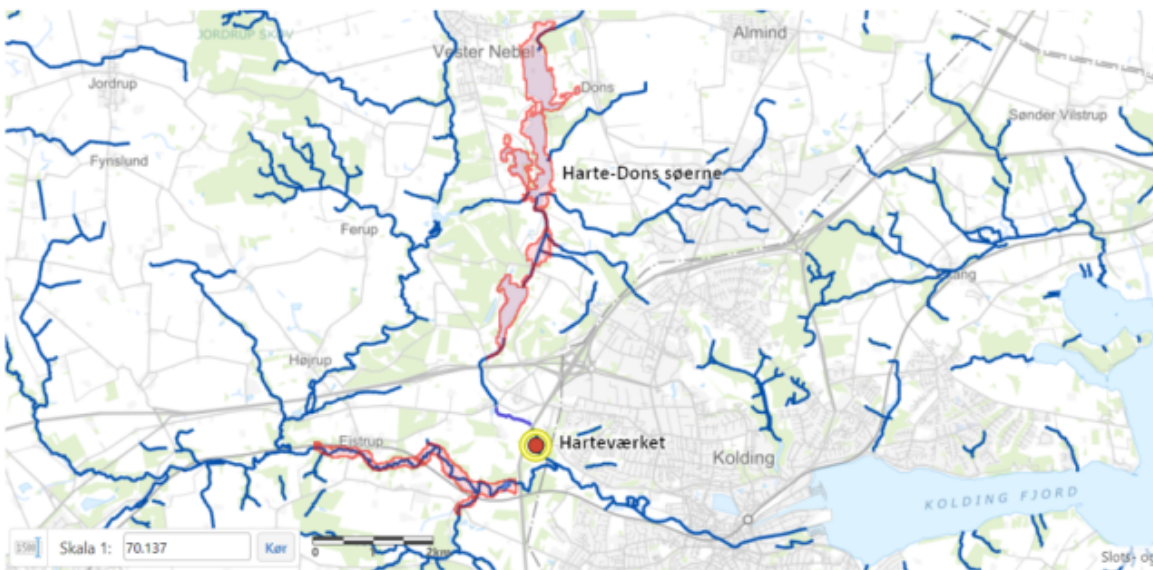 JORDRUP SKOV
Vester Nebel
Almind
Jordrup
Dons
Sønder Vilstrup
Fynslund
Harte-Dons søerne
Ferup
Højrup
Eistrup
Harteværket
Kolding
KOLDING FJORD
Skala 1: 70.137 Kør
0 2km